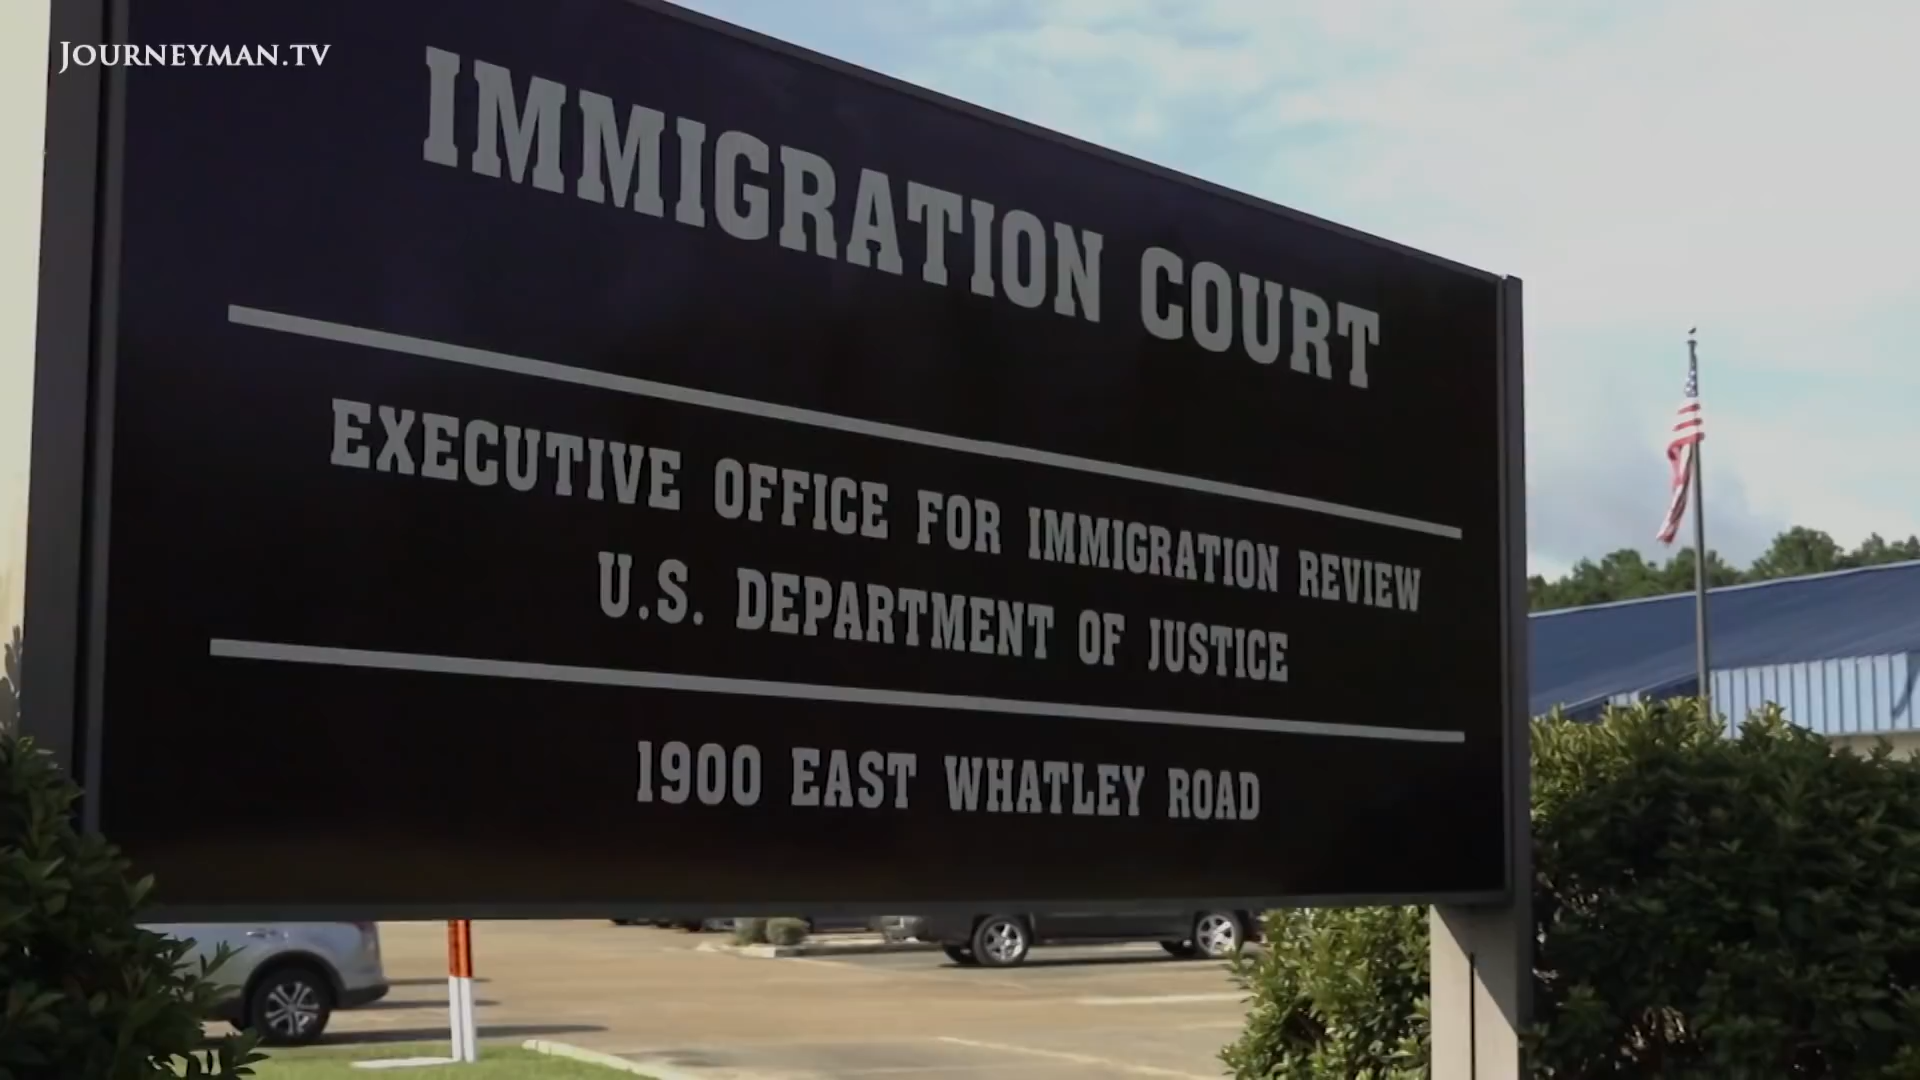 JOURNEYMAN.TV
IMMIGRATION COURT
EXECUTIVE OFFICE FOR IMMIGRATION REVIEW
U.S. DEPARTMENT OF JUSTICE
1900 EAST WHATLEY ROAD